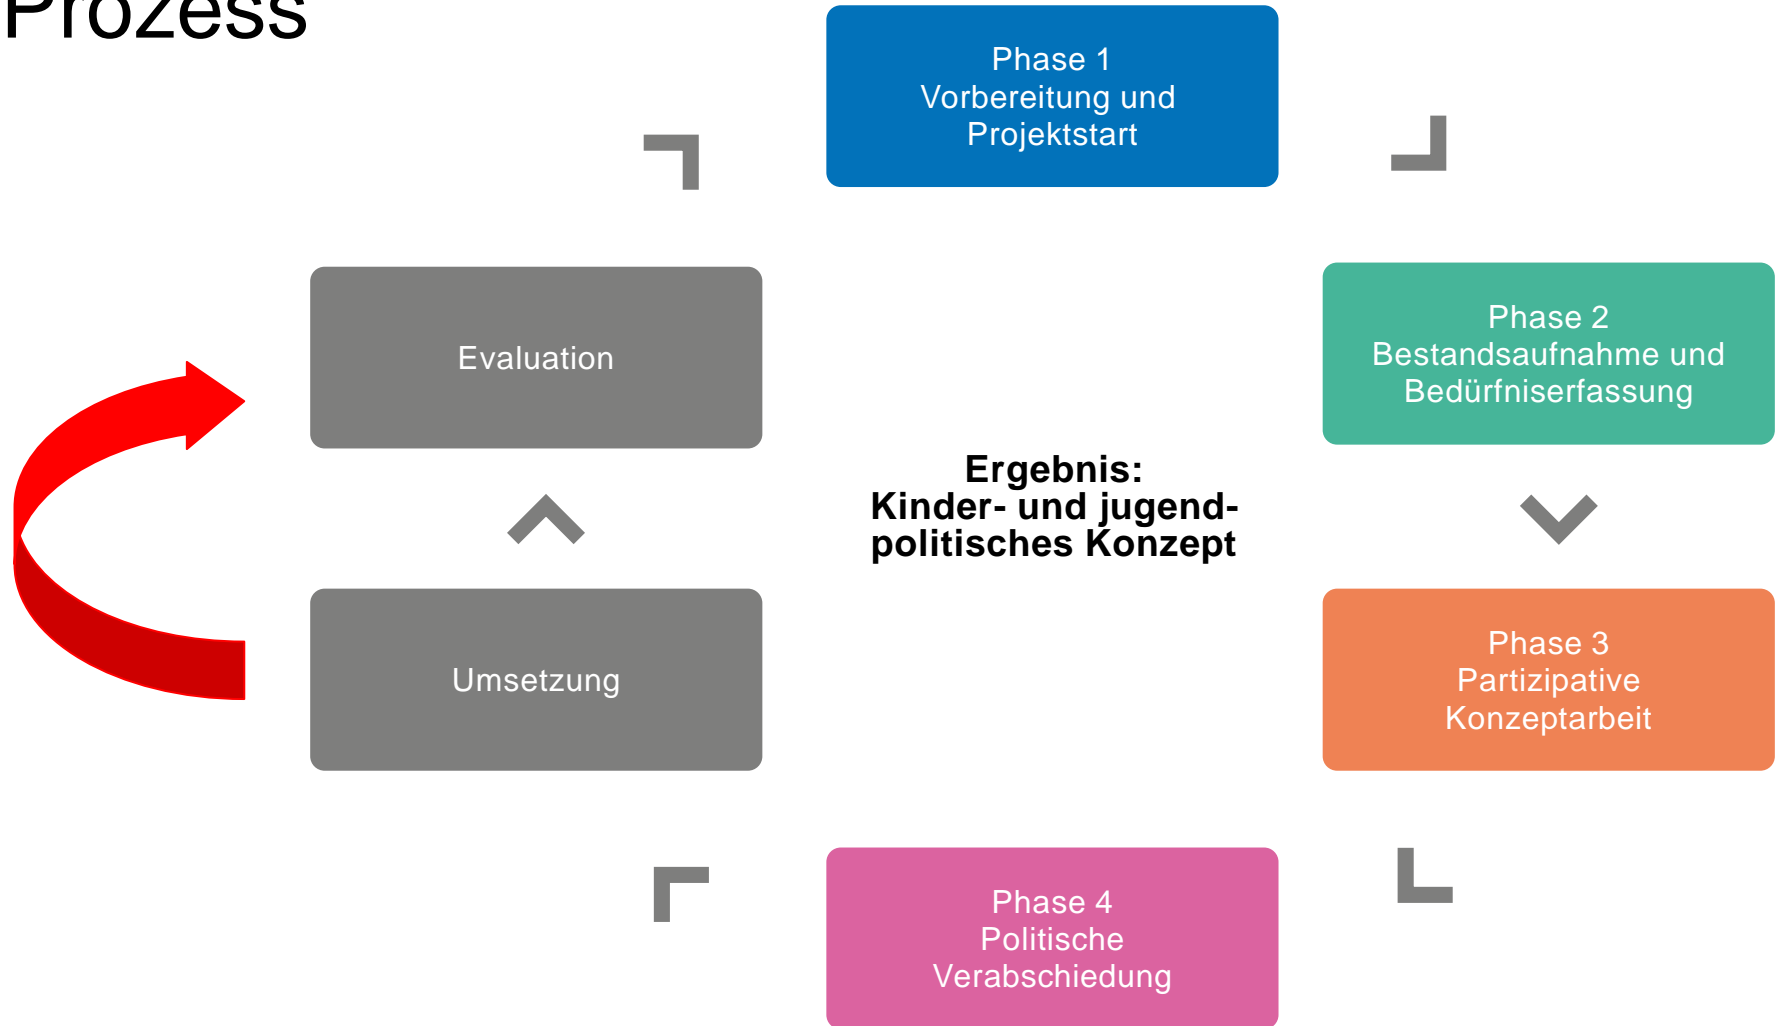 Prozess
Phase 1
Vorbereitung und
Projektstart
Phase 2
Bestandsaufnahme und
Bedürfniserfassung
Phase 3
Partizipative
Konzeptarbeit
Phase 4
Politische
Verabschiedung
Umsetzung
Evaluation
Ergebnis:
Kinder- und jugend-
politisches Konzept